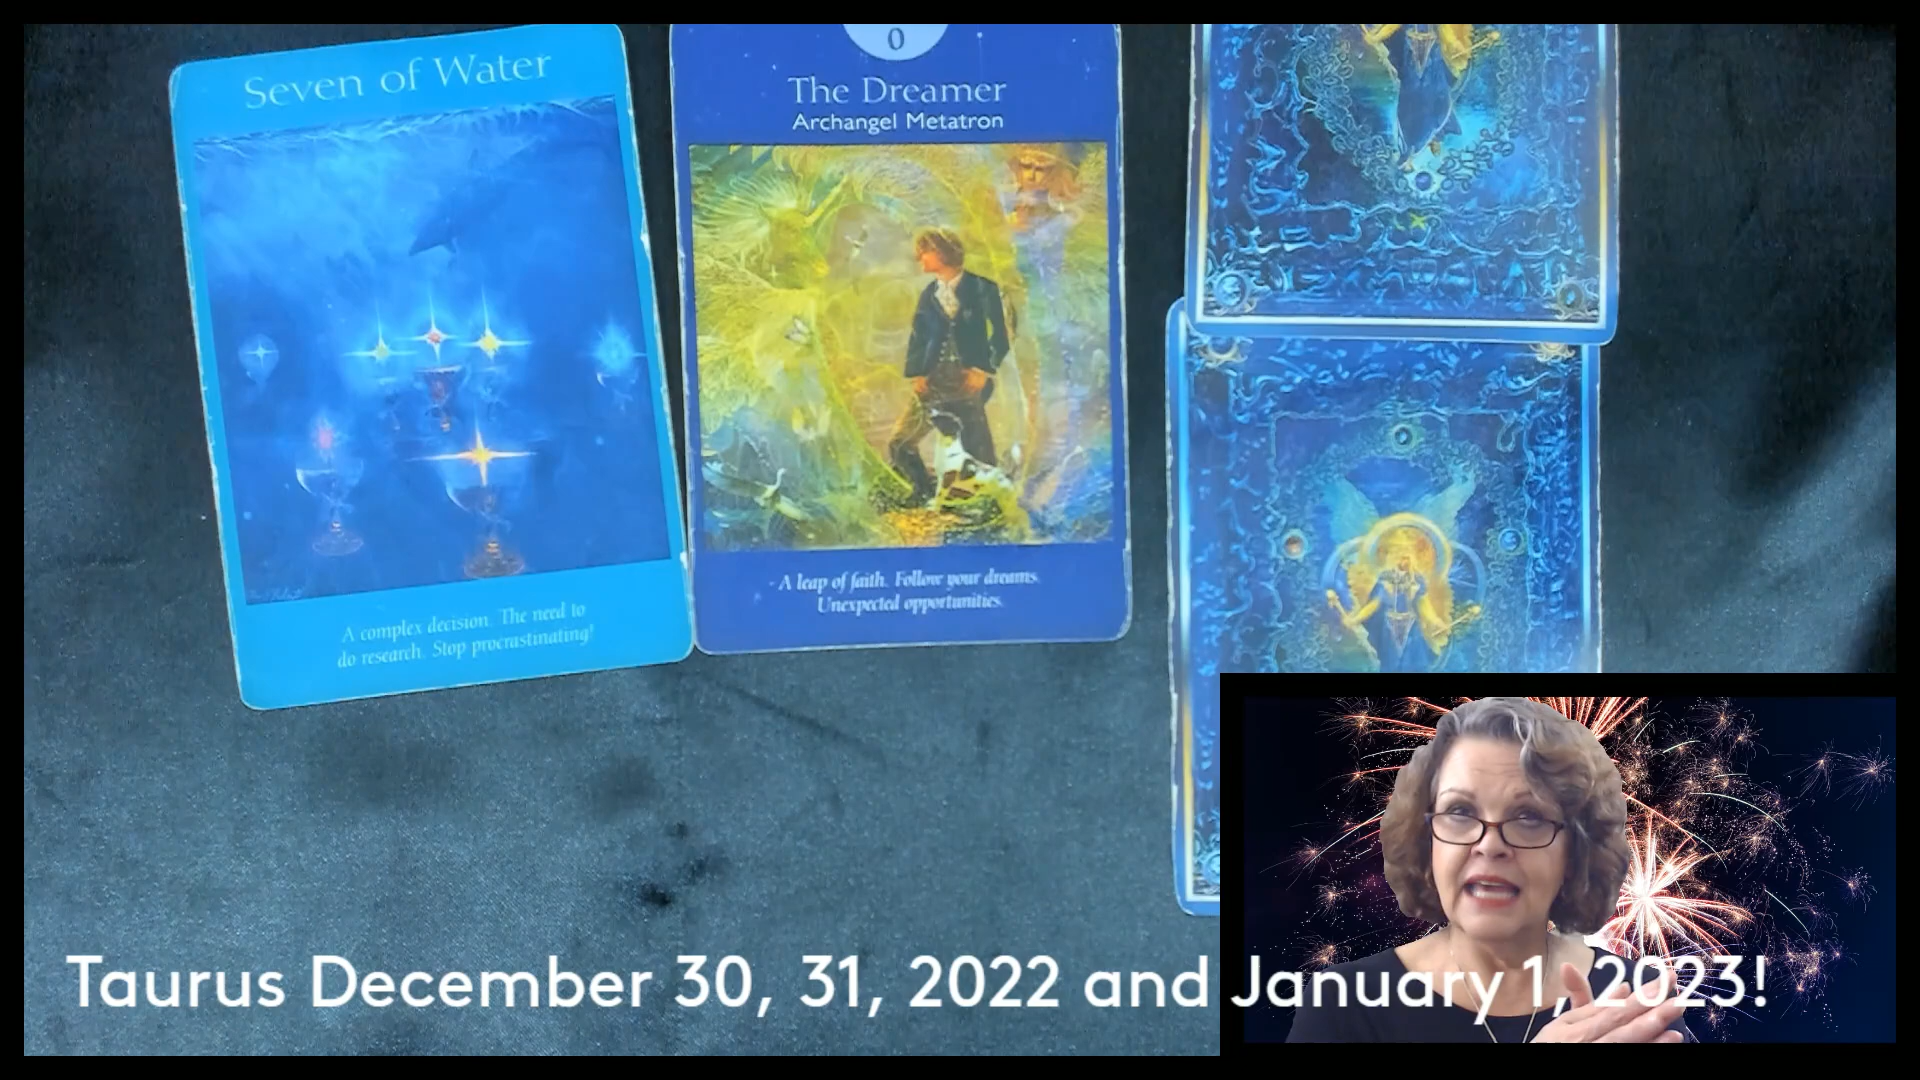 Seven of Water
A complex decision. The need to
do research. Stop procrastinating!
0
The Dreamer
Archangel Metatron
A leap of faith. Follow your dreams.
Unexpected opportunities.
Taurus December 30, 31, 2022 and January 1, 2023!